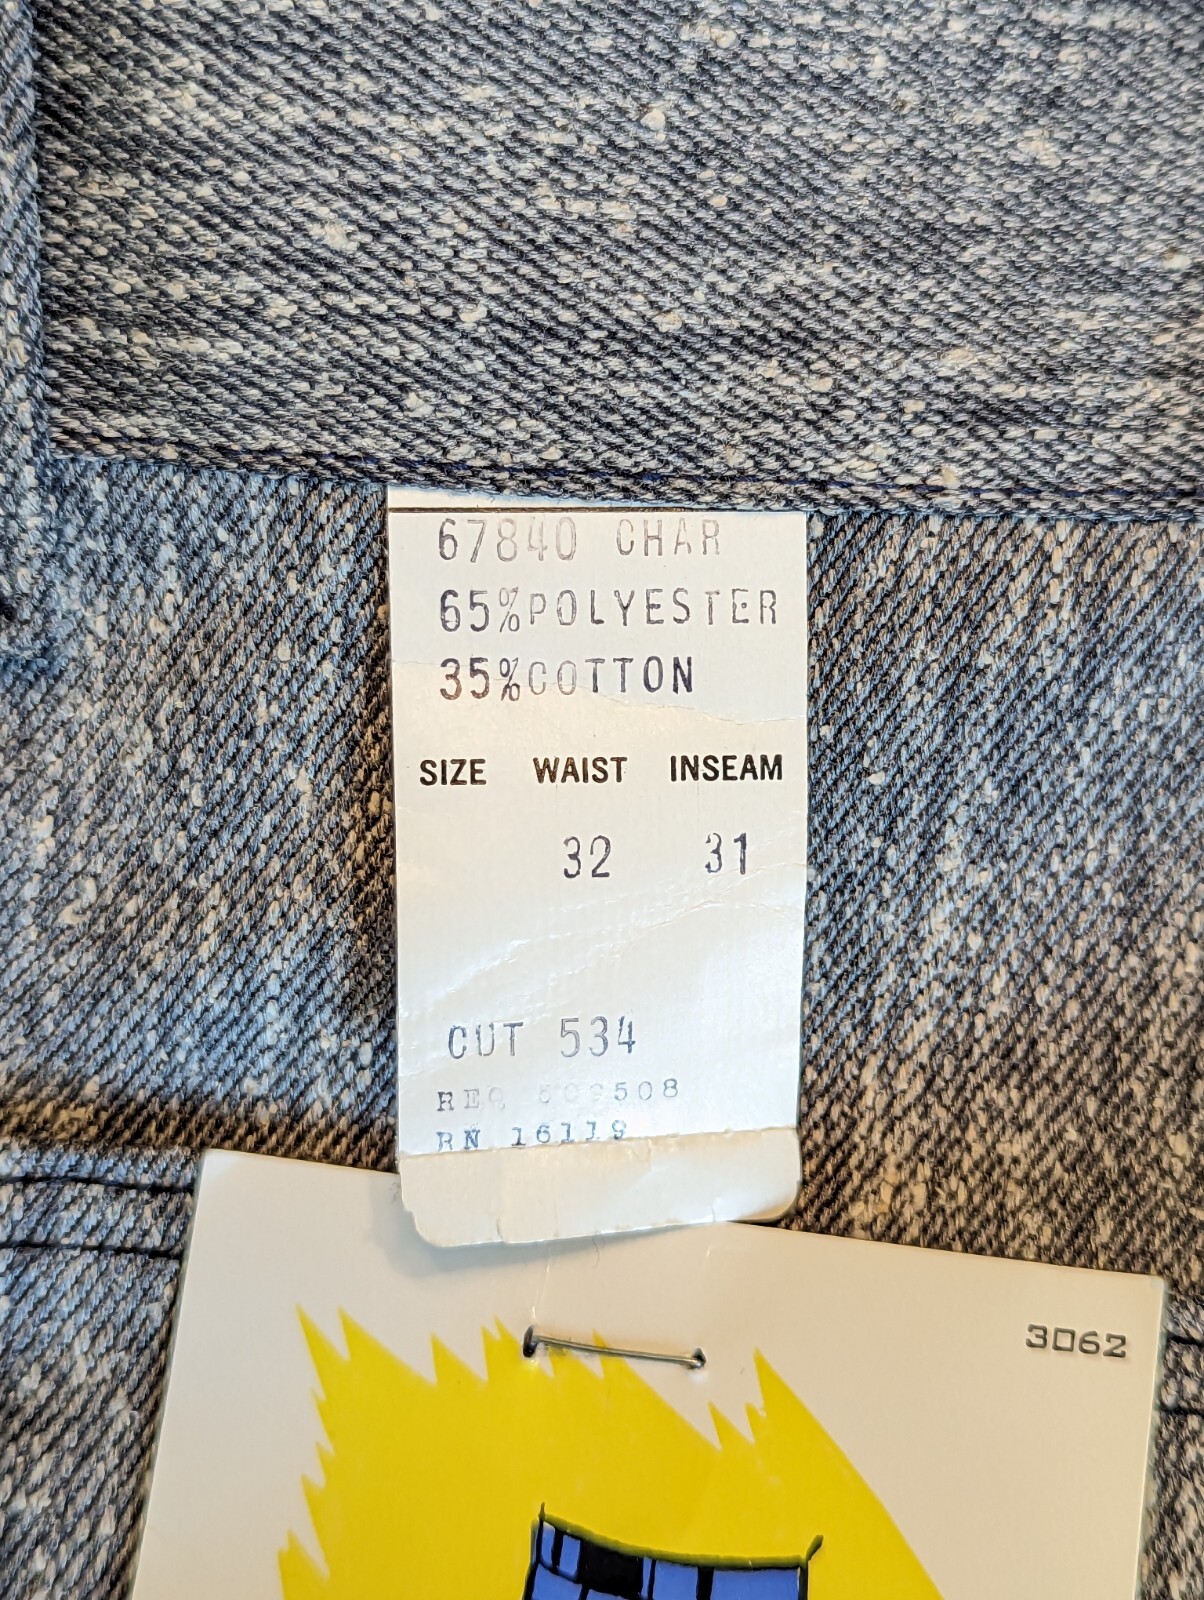 67840 CHAR
65%POLYESTER
35%COTTON
SIZE WAIST INSEAM
32 31
CUT 534
RN 16119
3062